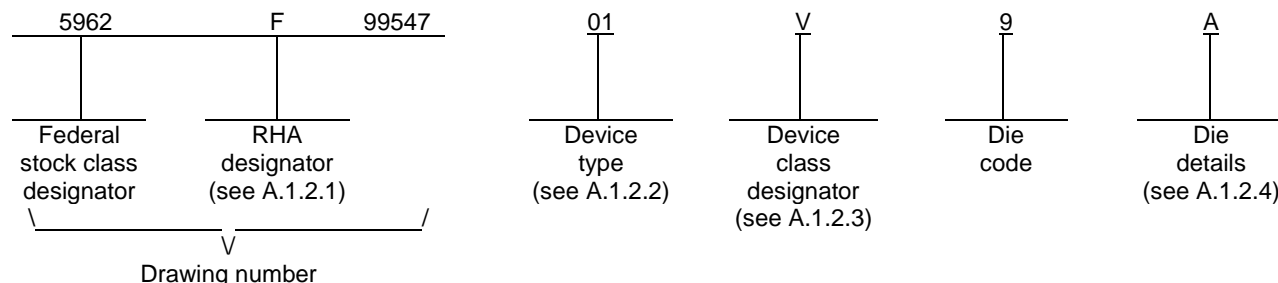 5962 F 99547 01 V 9 A
Federal stock class designator
RHA designator (see A.1.2.1)
Device type (see A.1.2.2)
Device class designator (see A.1.2.3)
Die code
Die details (see A.1.2.4)
Drawing number